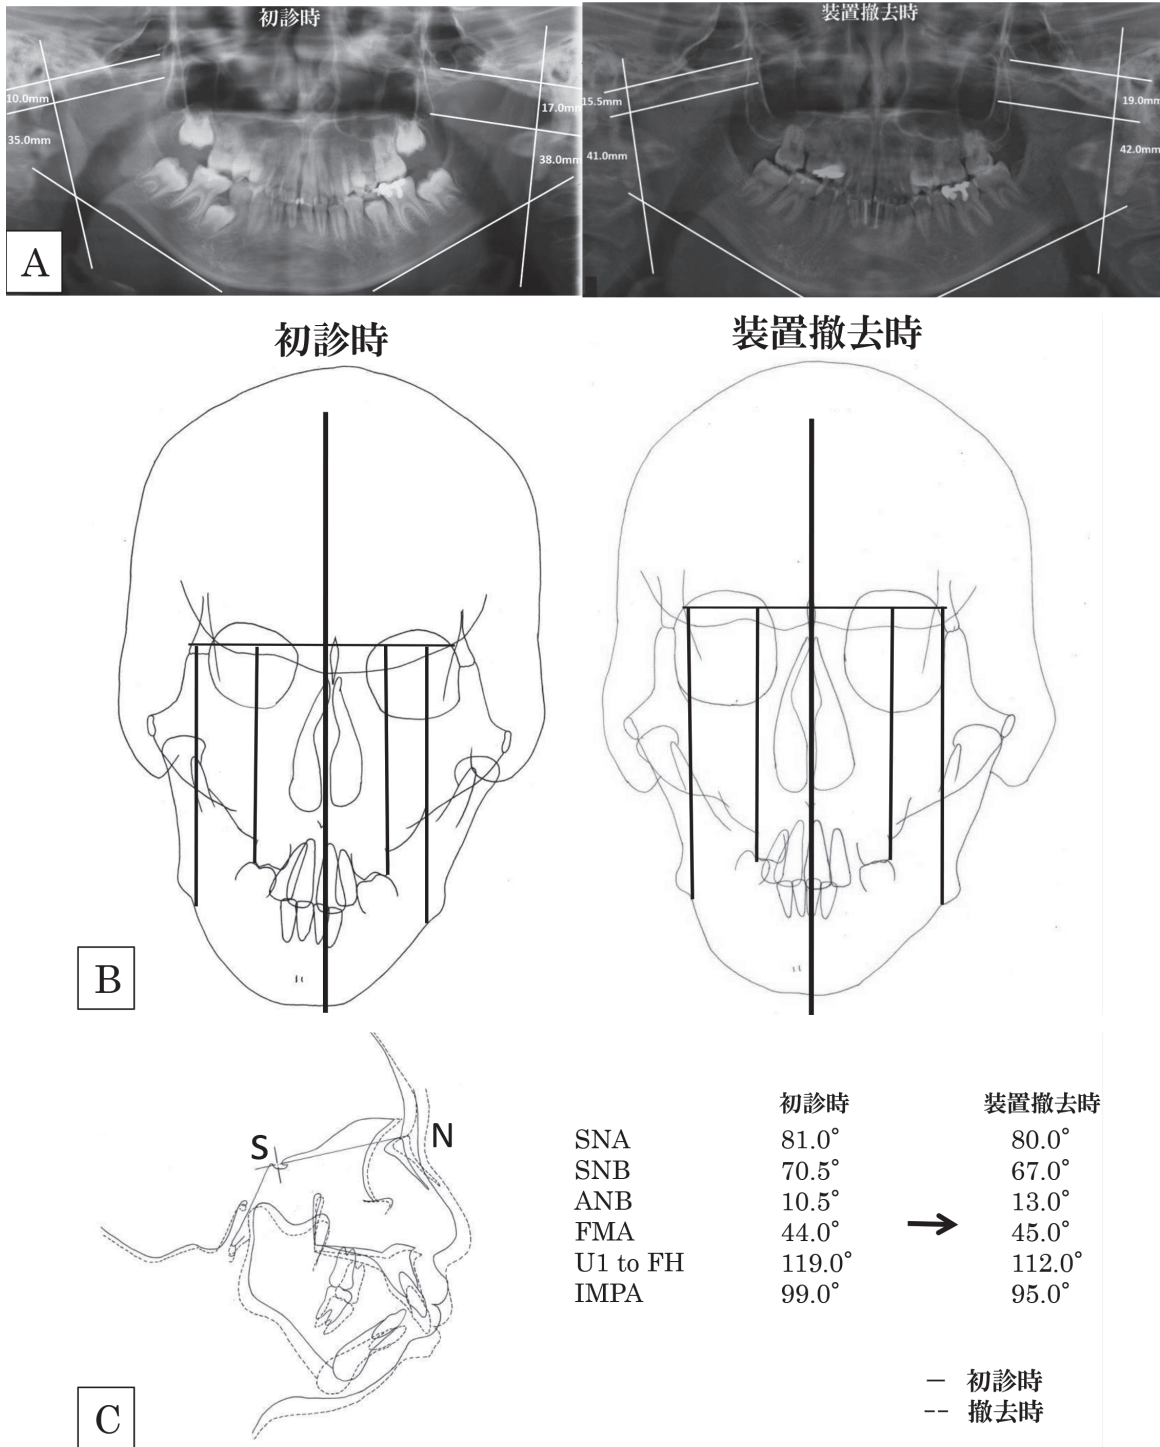 初診時
装置撤去時
10.0mm
35.0mm
17.0mm
38.0mm
15.5mm
41.0mm
19.0mm
42.0mm
A
初診時
装置撤去時
B
S
N
初診時 装置撤去時
SNA 81.0° 80.0°
SNB 70.5° 67.0°
ANB 10.5° 13.0°
FMA 44.0° 45.0°
U1 to FH 119.0° 112.0°
IMPA 99.0° 95.0°
初診時
撤去時
C